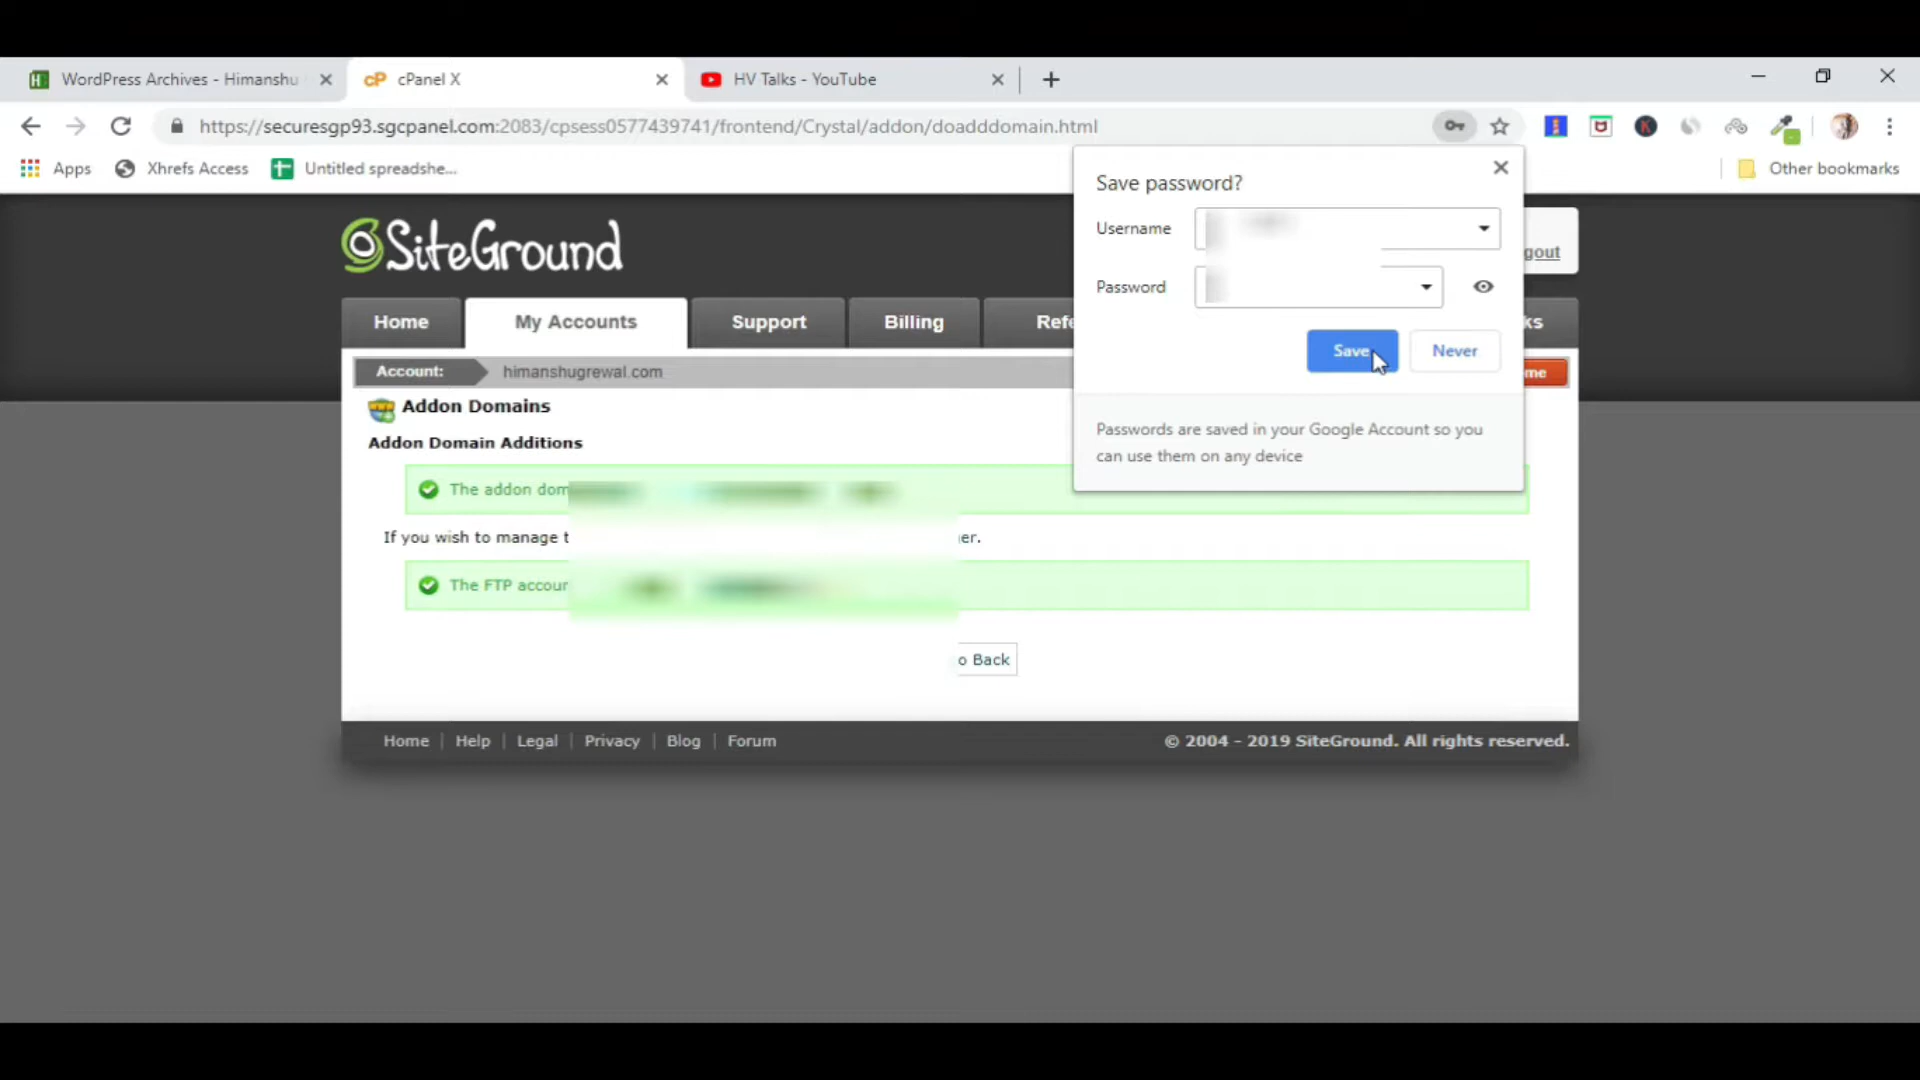 WordPress Archives - Himanshu
cPanel X
HV Talks - YouTube
https://securesgp93.sgcpanel.com:2083/cpsess0577439741/frontend/Crystal/addon/doadddomain.html
Apps
Xhrefs Access
Untitled spreadshe...
Other bookmarks
Save password?
Username
Password
Save
Never
Passwords are saved in your Google Account so you
can use them on any device
SiteGround
gout
Home
My Accounts
Support
Billing
Refe
ks
Account:
himanshugrewal.com
me
Addon Domains
Addon Domain Additions
The addon dom
If you wish to manage t
er.
The FTP accour
o Back
Home | Help | Legal | Privacy | Blog | Forum
© 2004 - 2019 SiteGround. All rights reserved.